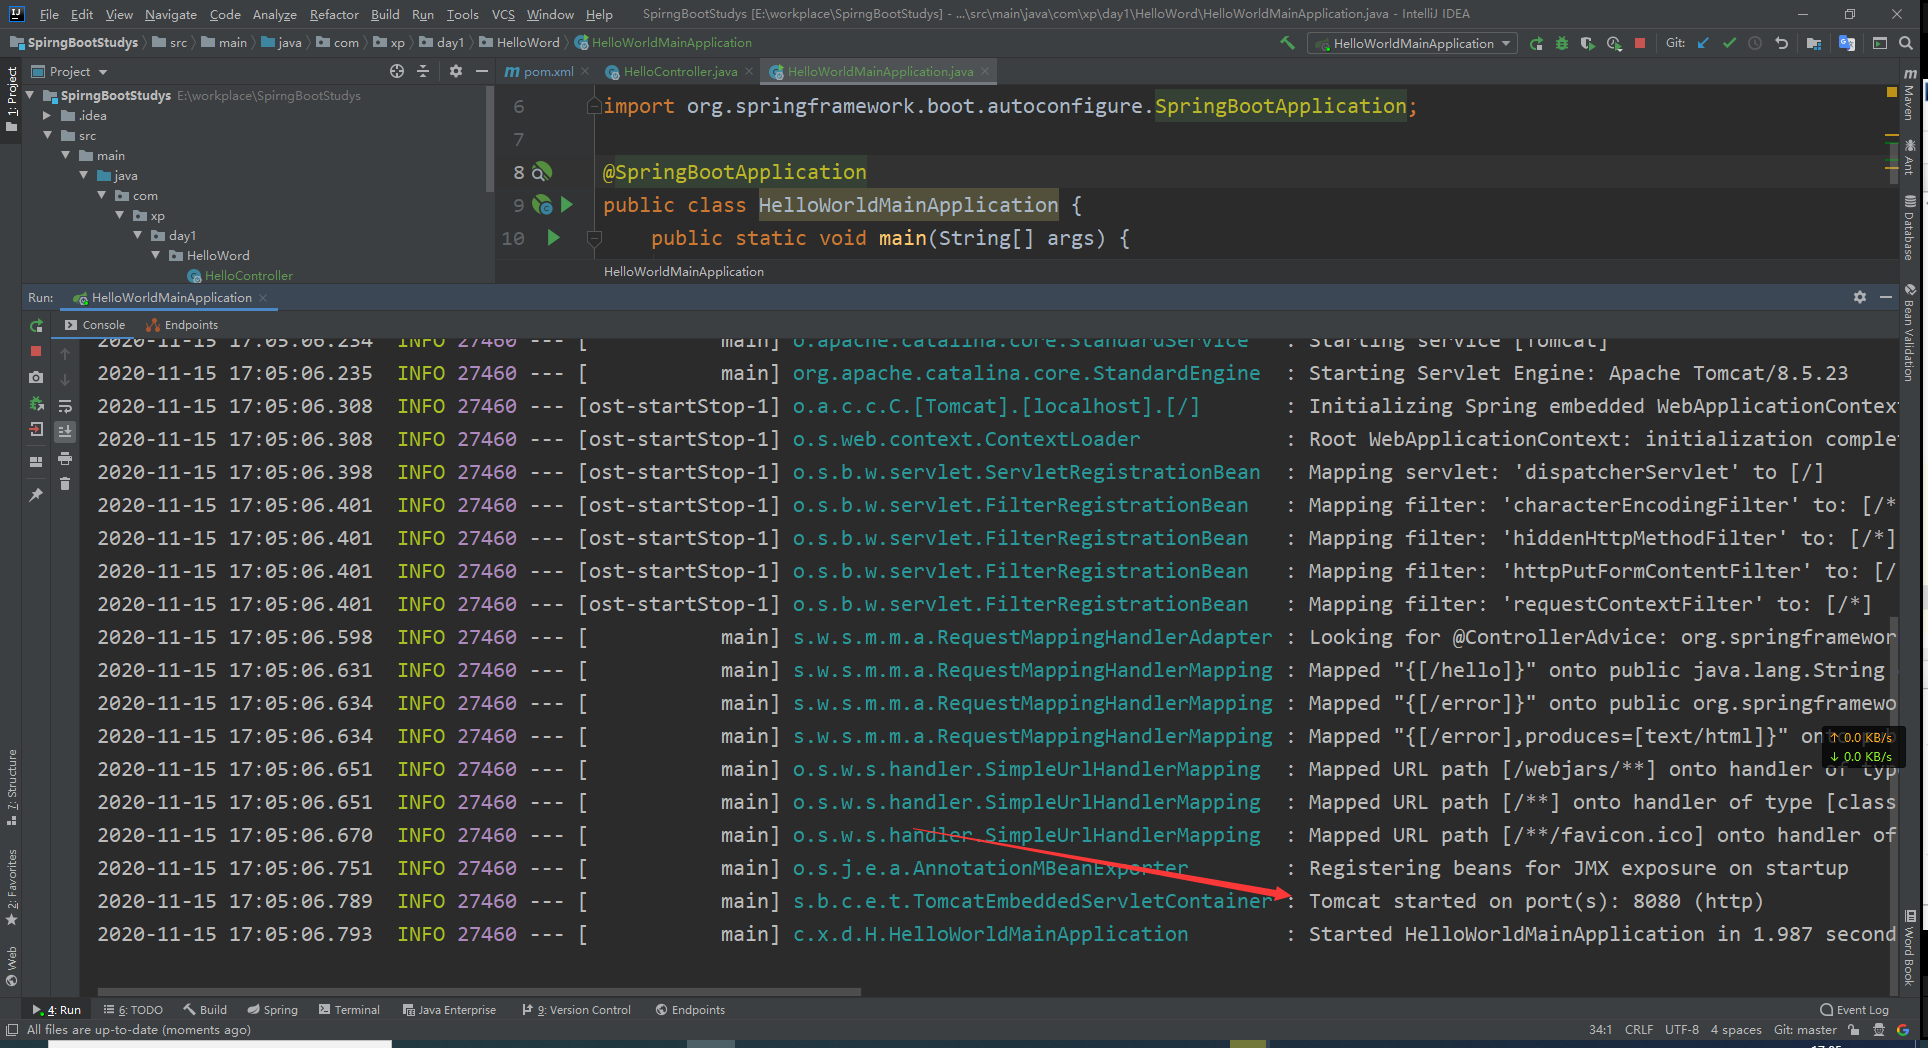 File Edit View Navigate Code Analyze Refactor Build Run Tools VCS Window Help SpirngBootStudys [E:\workplace\SpirngBootStudys] - ...\src\main\java\com\xp\day1\HelloWord\HelloWorldMainApplication.java - IntelliJ IDEA
SpirngBootStudys src main java com xp day1 HelloWord HelloWorldMainApplication HelloWorldMainApplication Git:
Project pom.xml HelloController.java HelloWorldMainApplication.java
1: Project
SpirngBootStudys E:\workplace\SpirngBootStudys
.idea
src
main
java
com
xp
day1
HelloWord
HelloController
6 import org.springframework.boot.autoconfigure.SpringBootApplication;
7
8 @SpringBootApplication
9 public class HelloWorldMainApplication {
10 public static void main(String[] args) {
HelloWorldMainApplication
Maven
Ant
Database
Bean Validation
Word Book
Run: HelloWorldMainApplication
Console Endpoints
2020-11-15 17:05:06.234 INFO 27460 --- [ main] o.apache.catalina.core.StandardService : Starting service [Tomcat]
2020-11-15 17:05:06.235 INFO 27460 --- [ main] org.apache.catalina.core.StandardEngine : Starting Servlet Engine: Apache Tomcat/8.5.23
2020-11-15 17:05:06.308 INFO 27460 --- [ost-startStop-1] o.a.c.c.C.[Tomcat].[localhost].[/] : Initializing Spring embedded WebApplicationContex
2020-11-15 17:05:06.308 INFO 27460 --- [ost-startStop-1] o.s.web.context.ContextLoader : Root WebApplicationContext: initialization comple
2020-11-15 17:05:06.398 INFO 27460 --- [ost-startStop-1] o.s.b.w.servlet.ServletRegistrationBean : Mapping servlet: 'dispatcherServlet' to [/]
2020-11-15 17:05:06.401 INFO 27460 --- [ost-startStop-1] o.s.b.w.servlet.FilterRegistrationBean : Mapping filter: 'characterEncodingFilter' to: [/*
2020-11-15 17:05:06.401 INFO 27460 --- [ost-startStop-1] o.s.b.w.servlet.FilterRegistrationBean : Mapping filter: 'hiddenHttpMethodFilter' to: [/*]
2020-11-15 17:05:06.401 INFO 27460 --- [ost-startStop-1] o.s.b.w.servlet.FilterRegistrationBean : Mapping filter: 'httpPutFormContentFilter' to: [/
2020-11-15 17:05:06.401 INFO 27460 --- [ost-startStop-1] o.s.b.w.servlet.FilterRegistrationBean : Mapping filter: 'requestContextFilter' to: [/*]
2020-11-15 17:05:06.598 INFO 27460 --- [ main] s.w.s.m.m.a.RequestMappingHandlerAdapter : Looking for @ControllerAdvice: org.springframewor
2020-11-15 17:05:06.631 INFO 27460 --- [ main] s.w.s.m.m.a.RequestMappingHandlerMapping : Mapped "{[/hello]}" onto public java.lang.String
2020-11-15 17:05:06.634 INFO 27460 --- [ main] s.w.s.m.m.a.RequestMappingHandlerMapping : Mapped "{[/error]}" onto public org.springframewo
2020-11-15 17:05:06.634 INFO 27460 --- [ main] s.w.s.m.m.a.RequestMappingHandlerMapping : Mapped "{[/error],produces=[text/html]}" onto
↑ 0.0 KB/s
↓ 0.0 KB/s
2020-11-15 17:05:06.651 INFO 27460 --- [ main] o.s.w.s.handler.SimpleUrlHandlerMapping : Mapped URL path [/webjars/**] onto handler of typ
2020-11-15 17:05:06.651 INFO 27460 --- [ main] o.s.w.s.handler.SimpleUrlHandlerMapping : Mapped URL path [/**] onto handler of type [class
2020-11-15 17:05:06.670 INFO 27460 --- [ main] o.s.w.s.handler.SimpleUrlHandlerMapping : Mapped URL path [/**/favicon.ico] onto handler of
2020-11-15 17:05:06.751 INFO 27460 --- [ main] o.s.j.e.a.AnnotationMBeanExporter : Registering beans for JMX exposure on startup
2020-11-15 17:05:06.789 INFO 27460 --- [ main] s.b.c.e.t.TomcatEmbeddedServletContainer : Tomcat started on port(s): 8080 (http)
2020-11-15 17:05:06.793 INFO 27460 --- [ main] c.x.d.H.HelloWorldMainApplication : Started HelloWorldMainApplication in 1.987 second
7: Structure
2: Favorites
Web
4: Run 6: TODO Build Spring Terminal Java Enterprise 9: Version Control Endpoints Event Log
All files are up-to-date (moments ago) 34:1 CRLF UTF-8 4 spaces Git: master